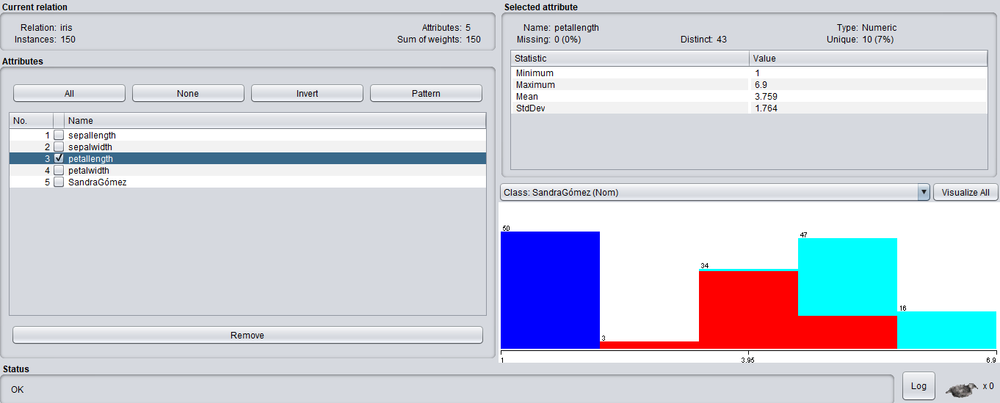 Current relation
Relation: iris
Attributes: 5
Instances: 150
Sum of weights: 150
Attributes
All
None
Invert
Pattern
No.
Name
1 sepallength
2 sepalwidth
3 petallength
4 petalwidth
5 SandraGómez
Remove
Selected attribute
Name: petallength
Type: Numeric
Missing: 0 (0%)
Distinct: 43
Unique: 10 (7%)
Statistic
Value
Minimum
1
Maximum
6.9
Mean
3.759
StdDev
1.764
Class: SandraGómez (Nom)
Visualize All
50
3
34
47
16
1
3.95
6.9
Status
OK
Log
x 0